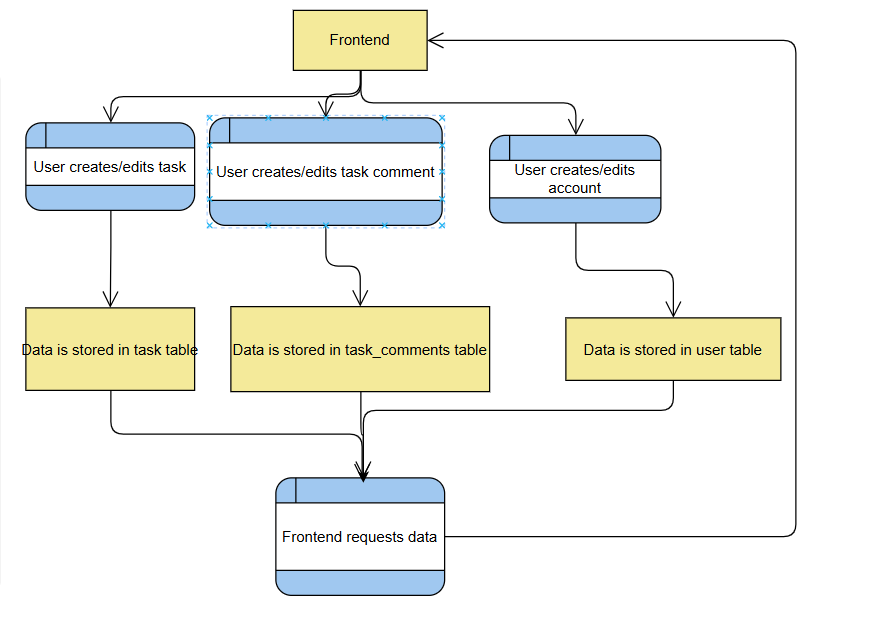 Frontend
User creates/edits task
User creates/edits task comment
User creates/edits
account
Data is stored in task table
Data is stored in task_comments table
Data is stored in user table
Frontend requests data